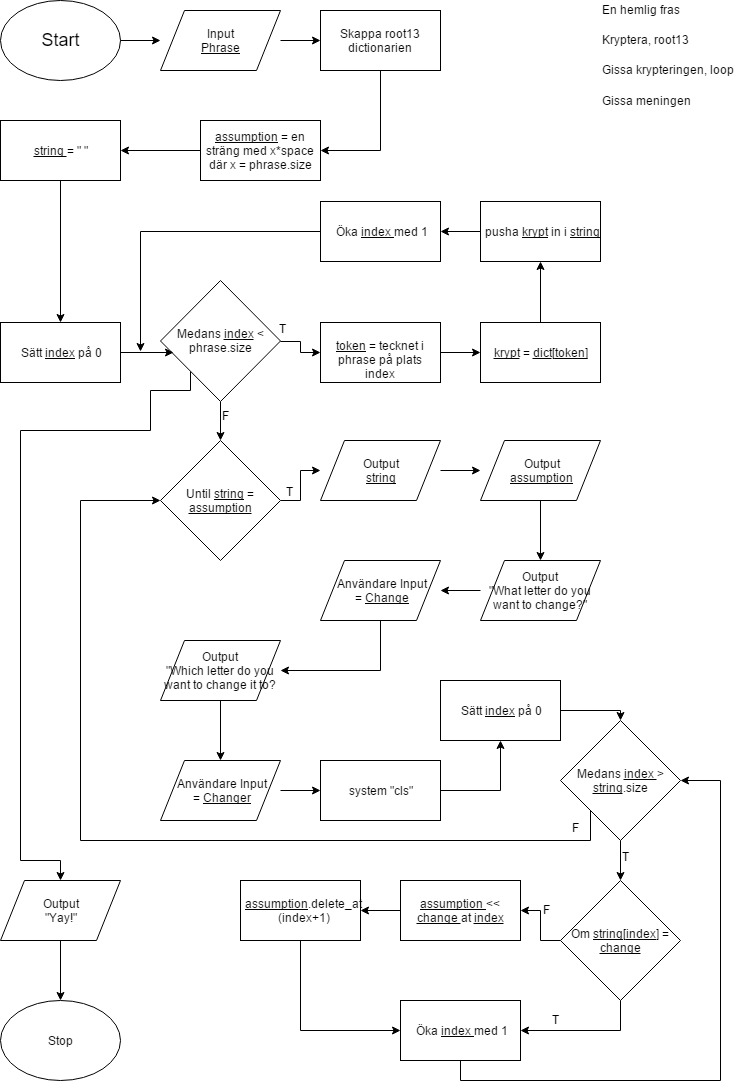 Start
Input
Phrase
Skappa root13
dictionarien
En hemlig fras
Kryptera, root13
Gissa krypteringen, loop
Gissa meningen
string = " "
assumption = en
sträng med x*space
där x = phrase.size
Öka index med 1
pusha krypt in i string
Sätt index på 0
Medans index <
phrase.size
T
token = tecknet i
phrase på plats
index
krypt = dict[token]
F
Until string =
assumption
T
Output
string
Output
assumption
Användare Input
= Change
Output
"What letter do you
want to change?"
Output
"Which letter do you
want to change it to?
Sätt index på 0
Användare Input
= Changer
system "cls"
Medans index >
string.size
F
T
Output
"Yay!"
assumption.delete_at
(index+1)
assumption <<
change at index
F
Om string[index] =
change
T
Öka index med 1
Stop